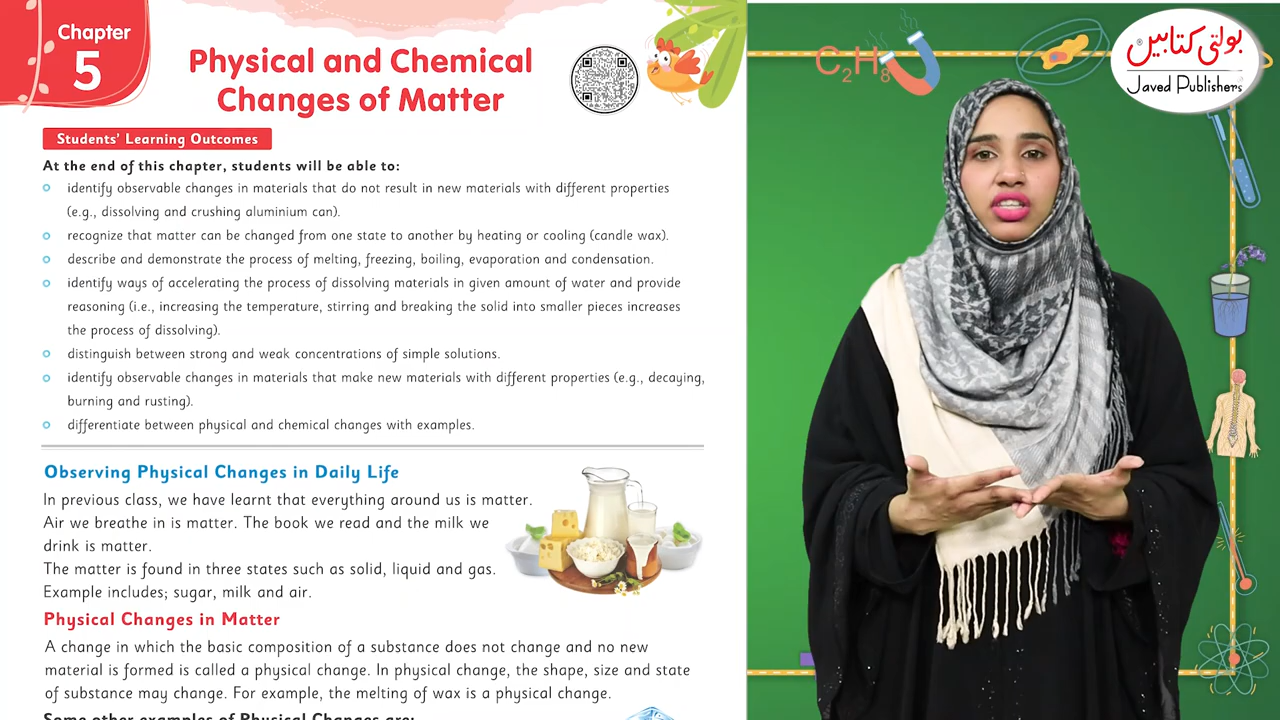 Chapter
5
Physical and Chemical
Changes of Matter
Students' Learning Outcomes
At the end of this chapter, students will be able to:
identify observable changes in materials that do not result in new materials with different properties
(e.g., dissolving and crushing aluminium can).
recognize that matter can be changed from one state to another by heating or cooling (candle wax).
describe and demonstrate the process of melting, freezing, boiling, evaporation and condensation.
identify ways of accelerating the process of dissolving materials in given amount of water and provide
reasoning (i.e., increasing the temperature, stirring and breaking the solid into smaller pieces increases
the process of dissolving).
distinguish between strong and weak concentrations of simple solutions.
identify observable changes in materials that make new materials with different properties (e.g., decaying,
burning and rusting).
differentiate between physical and chemical changes with examples.
Observing Physical Changes in Daily Life
In previous class, we have learnt that everything around us is matter.
Air we breathe in is matter. The book we read and the milk we
drink is matter.
The matter is found in three states such as solid, liquid and gas.
Example includes; sugar, milk and air.
Physical Changes in Matter
A change in which the basic composition of a substance does not change and no new
material is formed is called a physical change. In physical change, the shape, size and state
of substance may change. For example, the melting of wax is a physical change.
Some other examples of Physical Changes are:
C₂H₈
بولتی کتابیں®
Javed Publishers